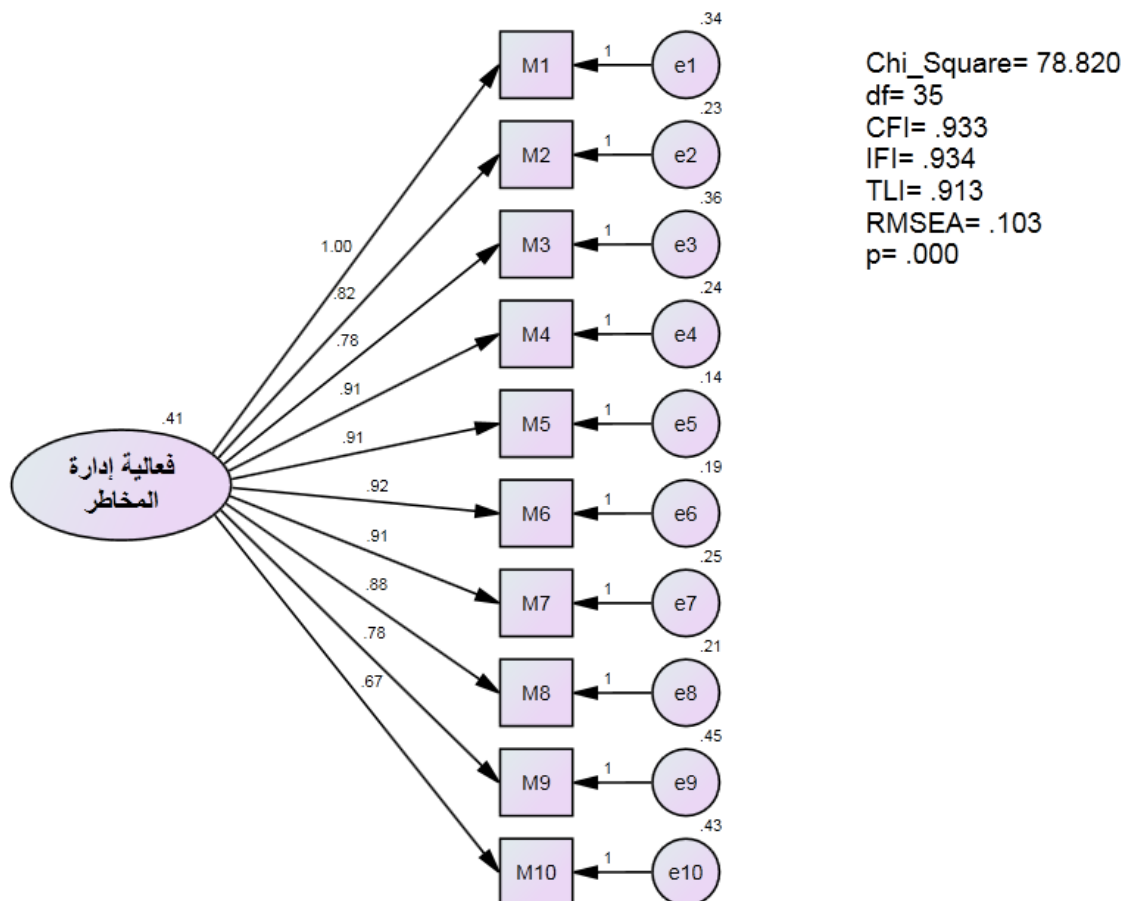 .34
M1
1
e1
.23
M2
1
e2
.36
M3
1
e3
.24
M4
1
e4
.14
M5
1
e5
.19
M6
1
e6
.25
M7
1
e7
.21
M8
1
e8
.45
M9
1
e9
.43
M10
1
e10
1.00
.82
.78
.91
.91
.92
.91
.88
.78
.67
.41
فعالية إدارة
المخاطر
Chi_Square= 78.820
df= 35
CFI= .933
IFI= .934
TLI= .913
RMSEA= .103
p= .000